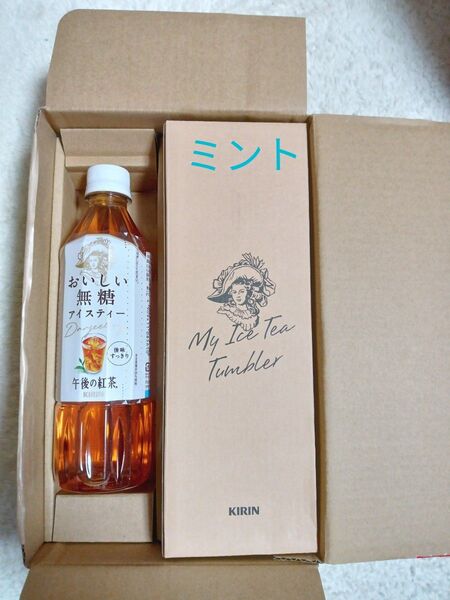 ミント
おいしい
無糖
アイスティー
後味
すっきり
午後の紅茶
My Ice Tea
Tumbler
KIRIN